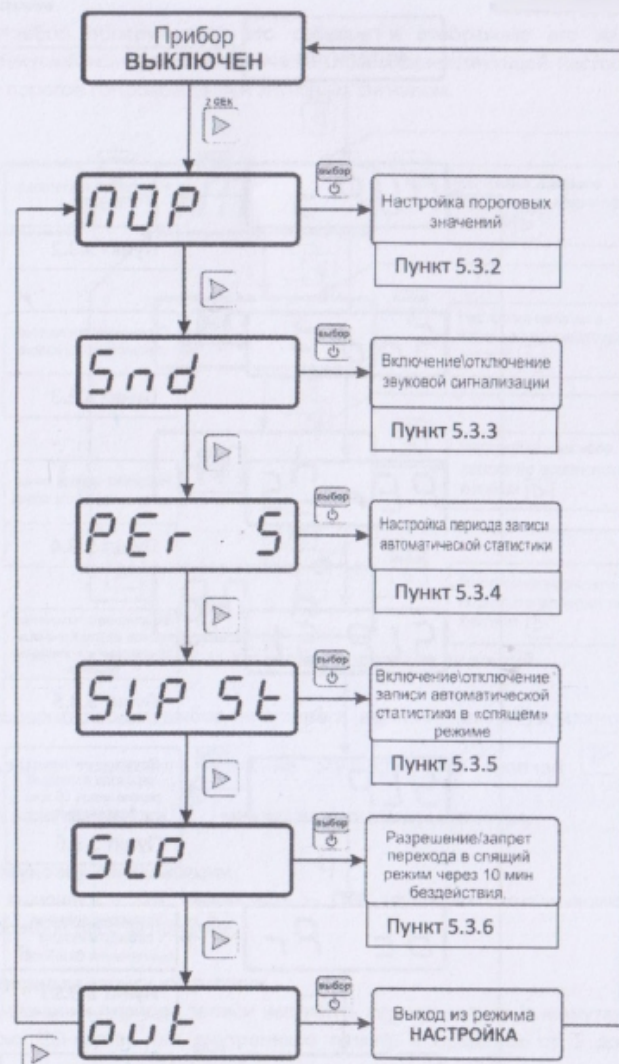 Прибор
ВЫКЛЮЧЕН
2 СЕК
выбор
ПОР
Настройка пороговых
значений
Пункт 5.3.2
выбор
Snd
Включение\отключение
звуковой сигнализации
Пункт 5.3.3
выбор
PEr S
Настройка периода записи
автоматической статистики
Пункт 5.3.4
выбор
SLP St
Включение\отключение
записи автоматической
статистики в «спящем»
режиме
Пункт 5.3.5
выбор
SLP
Разрешение/запрет
перехода в спящий
режим через 10 мин
бездействия.
Пункт 5.3.6
выбор
out
Выход из режима
НАСТРОЙКА